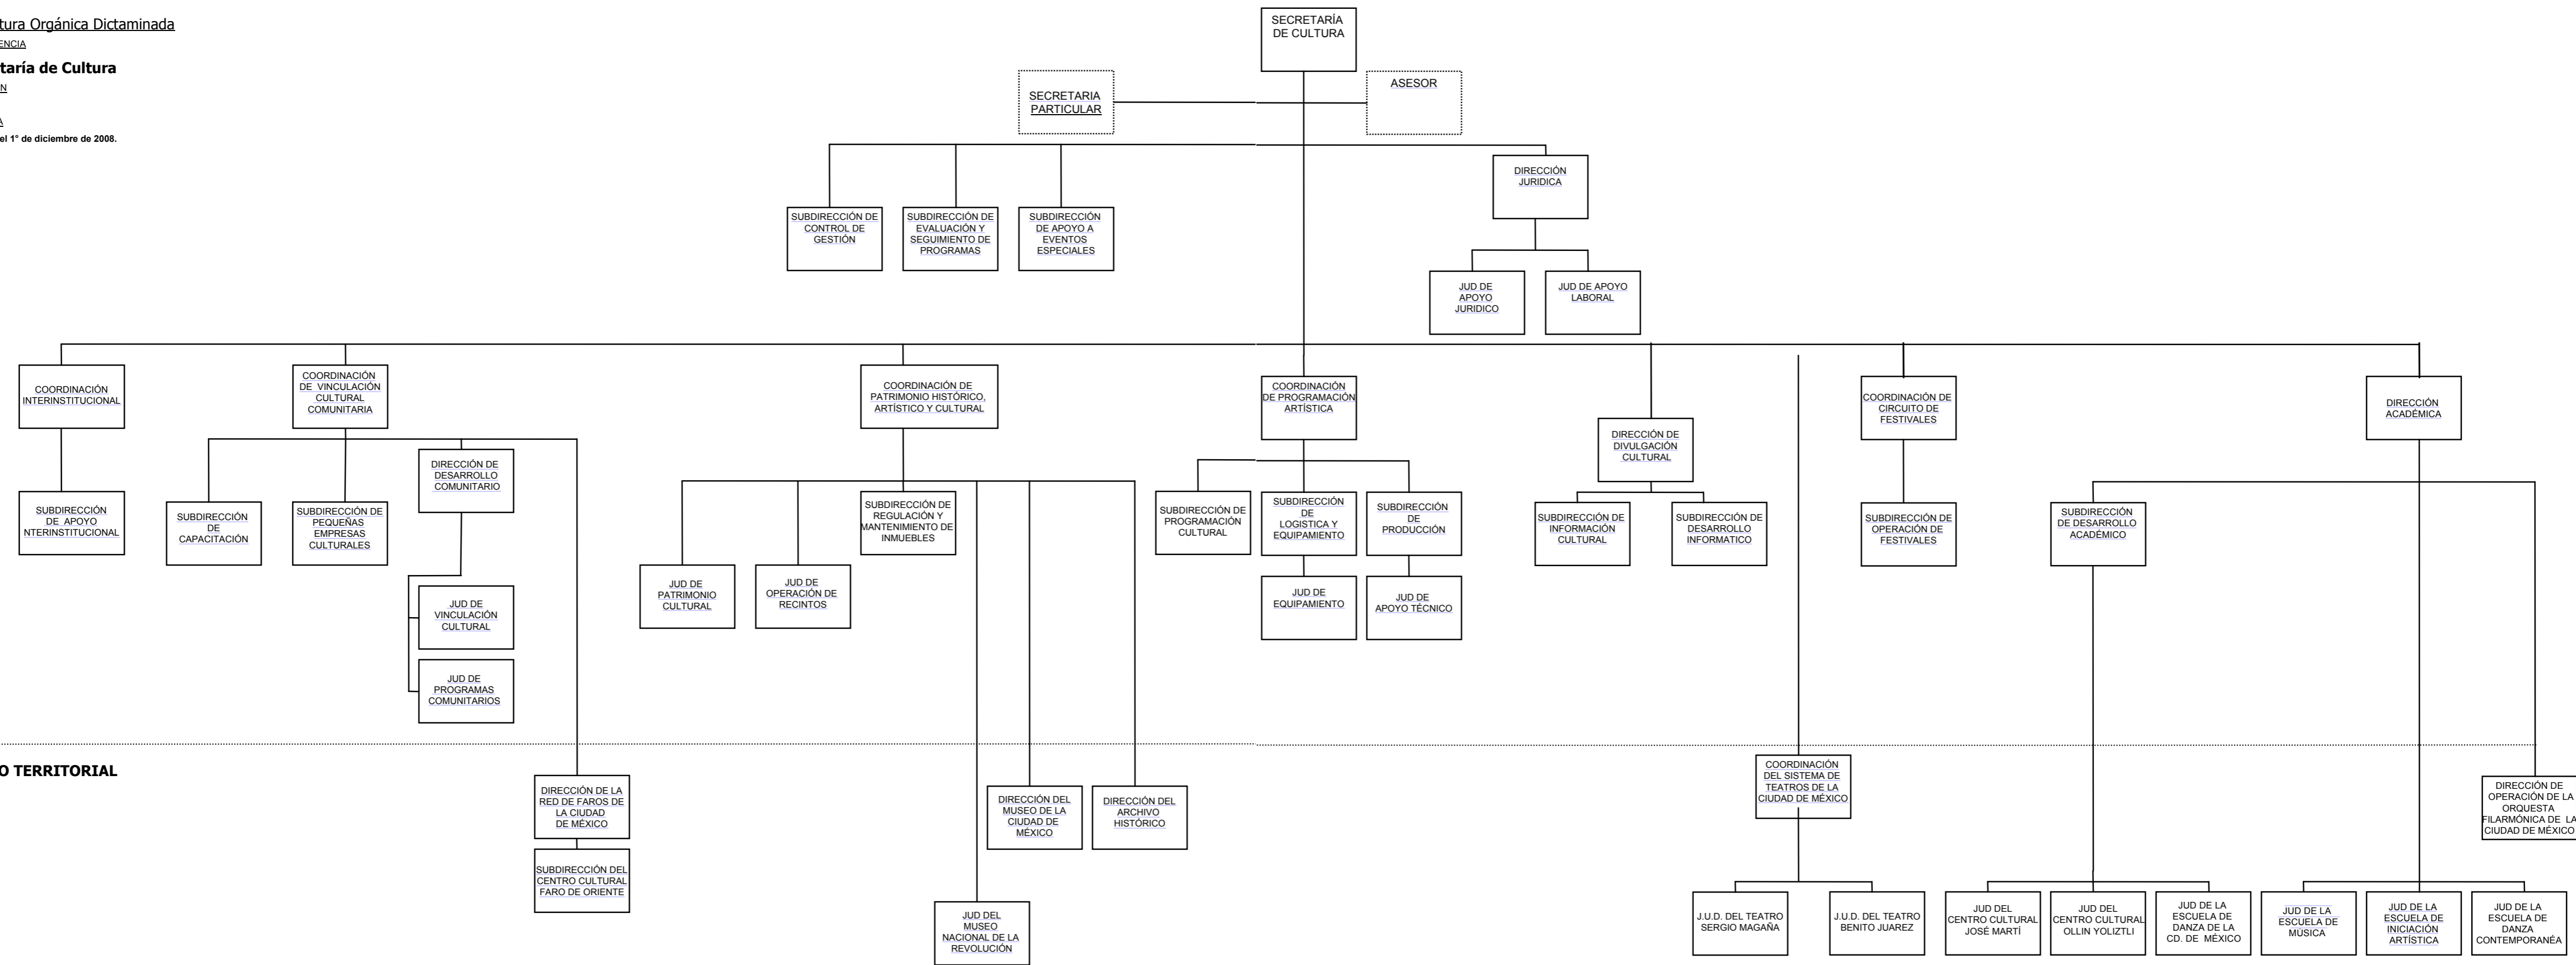 tura Orgánica Dictaminada
ENCIA
taría de Cultura
N
A
el 1° de diciembre de 2008.
SECRETARÍA
DE CULTURA
SECRETARIA
PARTICULAR
ASESOR
DIRECCIÓN
JURIDICA
SUBDIRECCIÓN DE
CONTROL DE
GESTIÓN
SUBDIRECCIÓN DE
EVALUACIÓN Y
SEGUIMIENTO DE
PROGRAMAS
SUBDIRECCIÓN
DE APOYO A
EVENTOS
ESPECIALES
JUD DE
APOYO
JURIDICO
JUD DE APOYO
LABORAL
COORDINACIÓN
INTERINSTITUCIONAL
COORDINACIÓN
DE VINCULACIÓN
CULTURAL
COMUNITARIA
COORDINACIÓN DE
PATRIMONIO HISTÓRICO,
ARTÍSTICO Y CULTURAL
COORDINACIÓN
DE PROGRAMACIÓN
ARTÍSTICA
DIRECCIÓN DE
DIVULGACIÓN
CULTURAL
COORDINACIÓN DE
CIRCUITO DE
FESTIVALES
DIRECCIÓN
ACADÉMICA
SUBDIRECCIÓN
DE APOYO
NTERINSTITUCIONAL
SUBDIRECCIÓN
DE
CAPACITACIÓN
SUBDIRECCIÓN DE
PEQUEÑAS
EMPRESAS
CULTURALES
DIRECCIÓN DE
DESARROLLO
COMUNITARIO
SUBDIRECCIÓN DE
REGULACIÓN Y
MANTENIMIENTO DE
INMUEBLES
SUBDIRECCIÓN DE
PROGRAMACIÓN
CULTURAL
SUBDIRECCIÓN
DE
LOGISTICA Y
EQUIPAMIENTO
SUBDIRECCIÓN
DE
PRODUCCIÓN
SUBDIRECCIÓN DE
INFORMACIÓN
CULTURAL
SUBDIRECCIÓN DE
DESARROLLO
INFORMATICO
SUBDIRECCIÓN DE
OPERACIÓN DE
FESTIVALES
SUBDIRECCIÓN
DE DESARROLLO
ACADÉMICO
JUD DE
VINCULACIÓN
CULTURAL
JUD DE
PROGRAMAS
COMUNITARIOS
JUD DE
PATRIMONIO
CULTURAL
JUD DE
OPERACIÓN DE
RECINTOS
JUD DE
EQUIPAMIENTO
JUD DE
APOYO TÉCNICO
O TERRITORIAL
DIRECCIÓN DE LA
RED DE FAROS DE
LA CIUDAD
DE MÉXICO
SUBDIRECCIÓN DEL
CENTRO CULTURAL
FARO DE ORIENTE
DIRECCIÓN DEL
MUSEO DE LA
CIUDAD DE
MÉXICO
DIRECCIÓN DEL
ARCHIVO
HISTÓRICO
COORDINACIÓN
DEL SISTEMA DE
TEATROS DE LA
CIUDAD DE MÉXICO
DIRECCIÓN DE
OPERACIÓN DE LA
ORQUESTA
FILARMÓNICA DE LA
CIUDAD DE MÉXICO
JUD DEL
MUSEO
NACIONAL DE LA
REVOLUCIÓN
J.U.D. DEL TEATRO
SERGIO MAGAÑA
J.U.D. DEL TEATRO
BENITO JUAREZ
JUD DEL
CENTRO CULTURAL
JOSÉ MARTÍ
JUD DEL
CENTRO CULTURAL
OLLIN YOLIZTLI
JUD DE LA
ESCUELA DE
DANZA DE LA
CD. DE MÉXICO
JUD DE LA
ESCUELA DE
MÚSICA
JUD DE LA
ESCUELA DE
INICIACIÓN
ARTÍSTICA
JUD DE LA
ESCUELA DE
DANZA
CONTEMPORANÉA